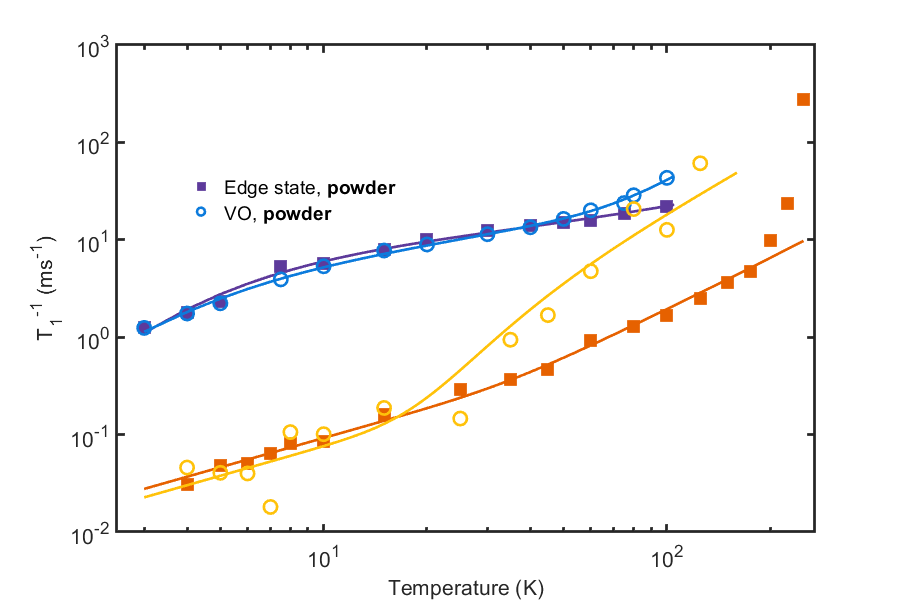 10³
10²
10¹
10⁰
10⁻¹
10⁻²
T₁⁻¹ (ms⁻¹)
Edge state, powder
VO, powder
10¹
10²
Temperature (K)